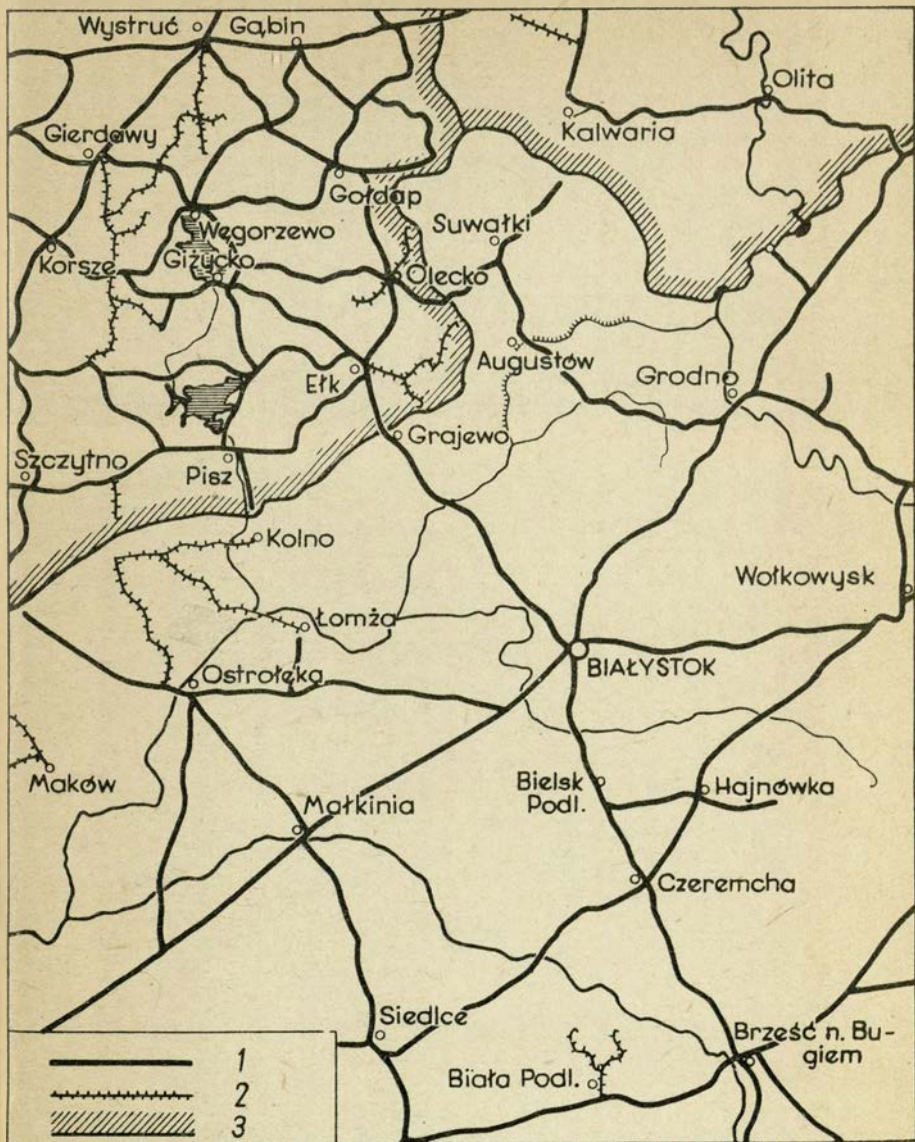 Wystruć
Gąbin
Olita
Kalwaria
Gierdawy
Gołdap
Węgorzewo
Suwałki
Korsze
Giżycko
Olecko
Augustów
Ełk
Grodno
Grajewo
Szczytno
Pisz
Kolno
Wołkowysk
Łomża
BIAŁYSTOK
Ostrołęka
Maków
Bielsk
Podl.
Hajnówka
Małkinia
Czeremcha
Siedlce
Brześć n. Bu-
giem
Biała Podl.
1
2
3